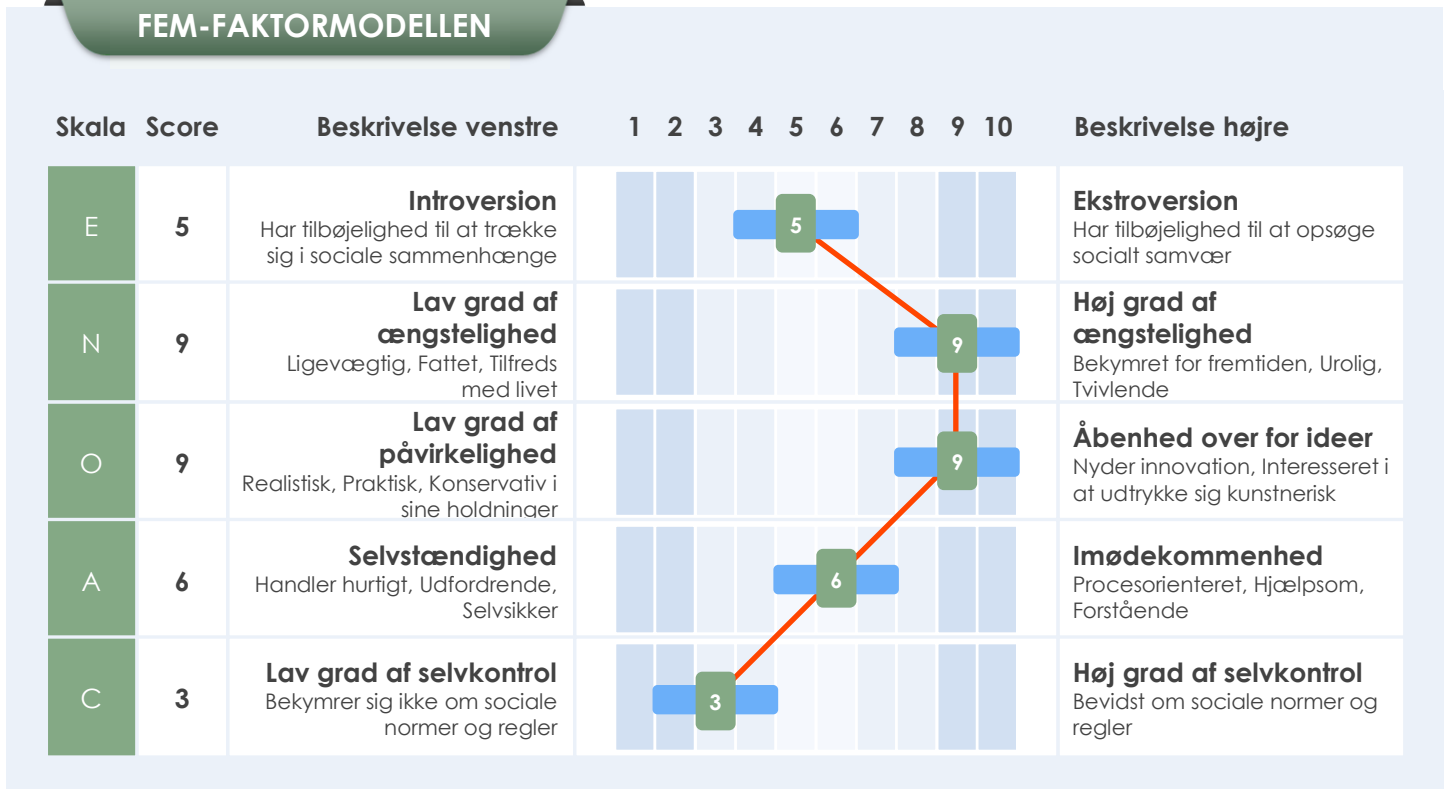 FEM-FAKTORMODELLEN
Skala Score Beskrivelse venstre 1 2 3 4 5 6 7 8 9 10 Beskrivelse højre
E
5
Introversion
Har tilbøjelighed til at trække
sig i sociale sammenhænge
5
Ekstroversion
Har tilbøjelighed til at opsøge
socialt samvær
N
9
Lav grad af
ængstelighed
Ligevægtig, Fattet, Tilfreds
med livet
9
Høj grad af
ængstelighed
Bekymret for fremtiden, Urolig,
Tvivlende
O
9
Lav grad af
påvirkelighed
Realistisk, Praktisk, Konservativ i
sine holdninger
9
Åbenhed over for ideer
Nyder innovation, Interesseret i
at udtrykke sig kunstnerisk
A
6
Selvstændighed
Handler hurtigt, Udfordrende,
Selvsikker
6
Imødekommenhed
Procesorienteret, Hjælpsom,
Forstående
C
3
Lav grad af selvkontrol
Bekymrer sig ikke om sociale
normer og regler
3
Høj grad af selvkontrol
Bevidst om sociale normer og
regler